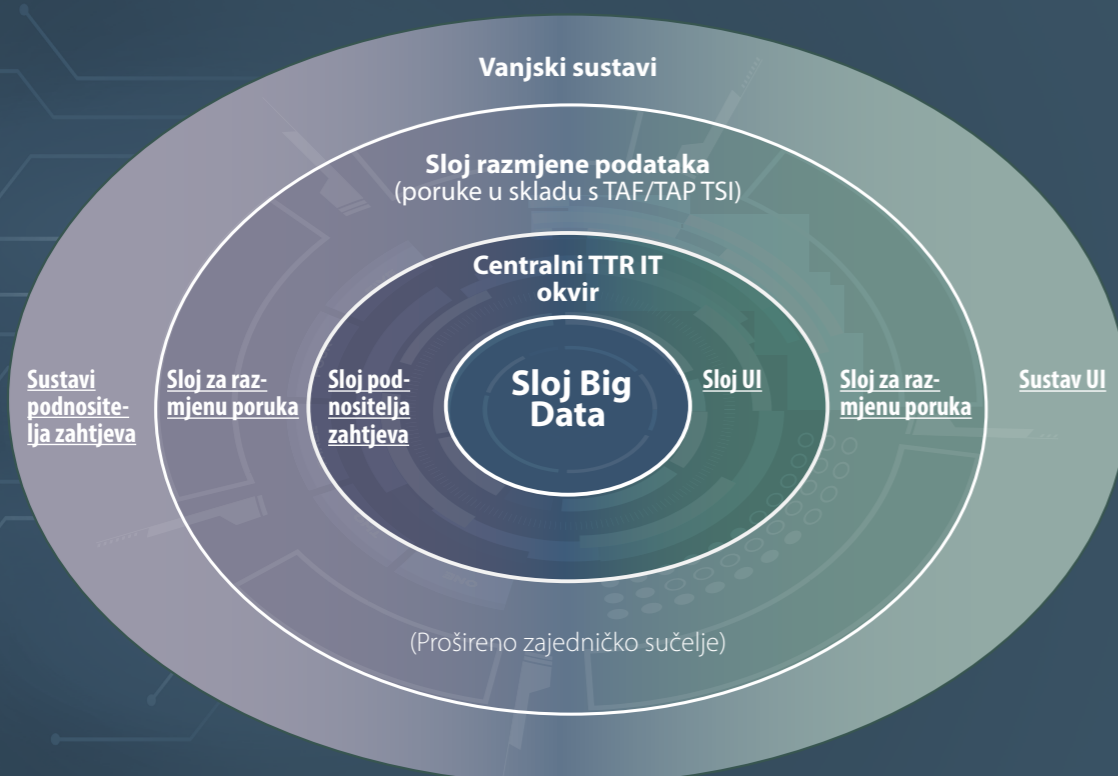 Vanjski sustavi
Sloj razmjene podataka
(poruke u skladu s TAF/TAP TSI)
Centralni TTR IT
okvir
Sustavi
podnosite-
lja zahtjeva
Sloj za raz-
mjenu poruka
Sloj pod-
nositelja
zahtjeva
Sloj Big
Data
Sloj UI
Sloj za raz-
mjenu poruka
Sustav UI
(Prošireno zajedničko sučelje)